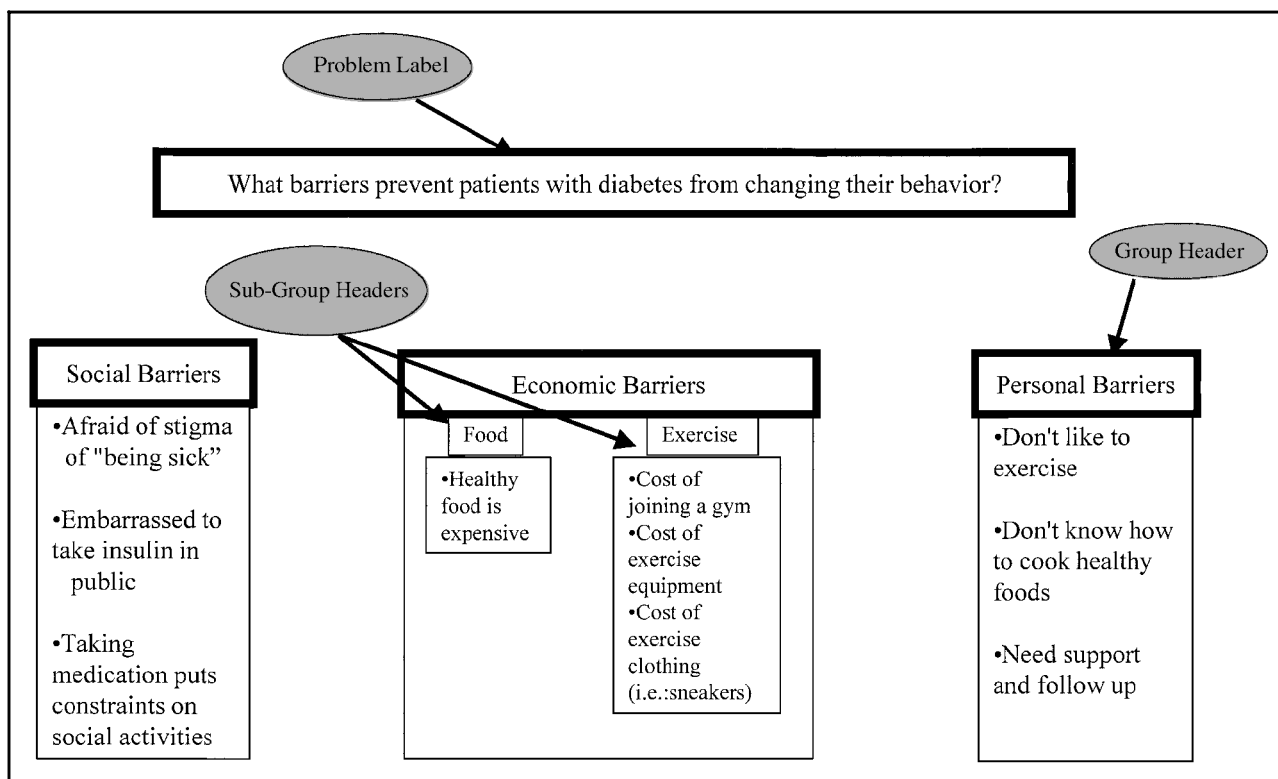 Problem Label
What barriers prevent patients with diabetes from changing their behavior?
Group Header
Sub-Group Headers
Social Barriers
•Afraid of stigma
of "being sick”
•Embarrassed to
take insulin in
public
•Taking
medication puts
constraints on
social activities
Economic Barriers
Food
•Healthy
food is
expensive
Exercise
•Cost of
joining a gym
•Cost of
exercise
equipment
•Cost of
exercise
clothing
(i.e.:sneakers)
Personal Barriers
•Don't like to
exercise
•Don't know how
to cook healthy
foods
•Need support
and follow up